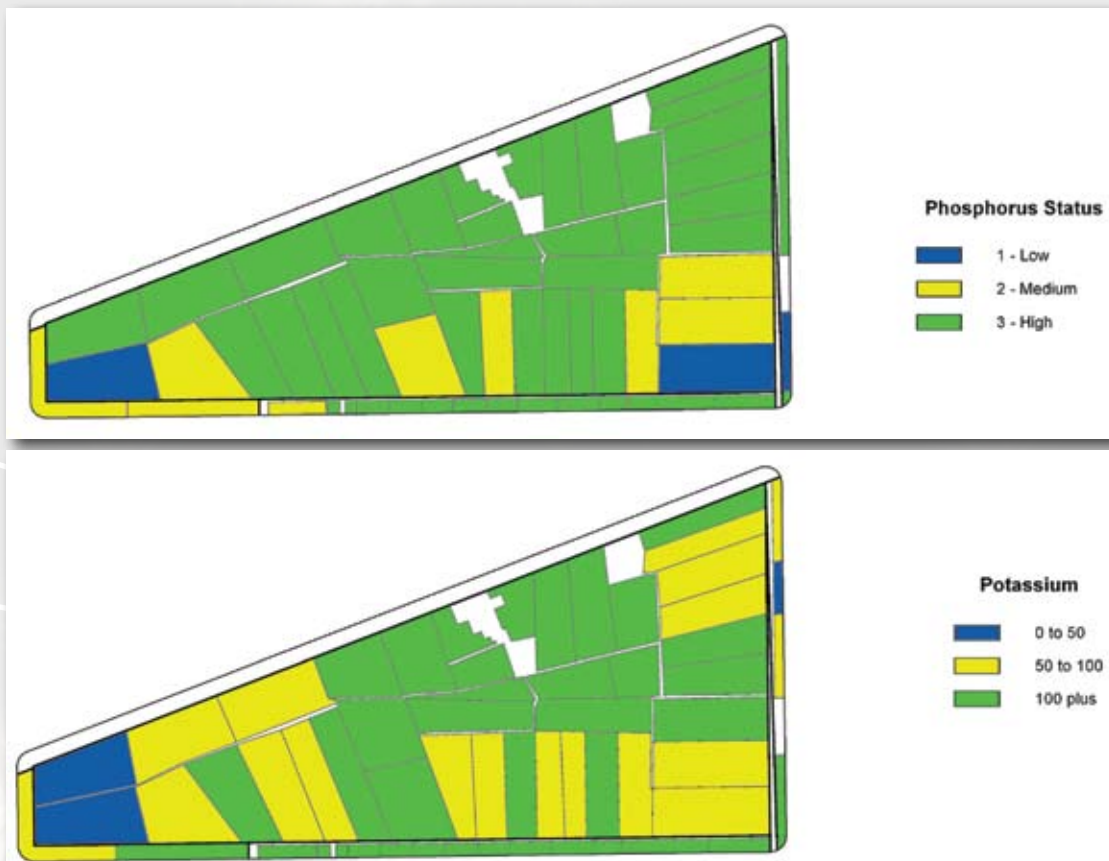 Phosphorus Status
1 - Low
2 - Medium
3 - High
Potassium
0 to 50
50 to 100
100 plus